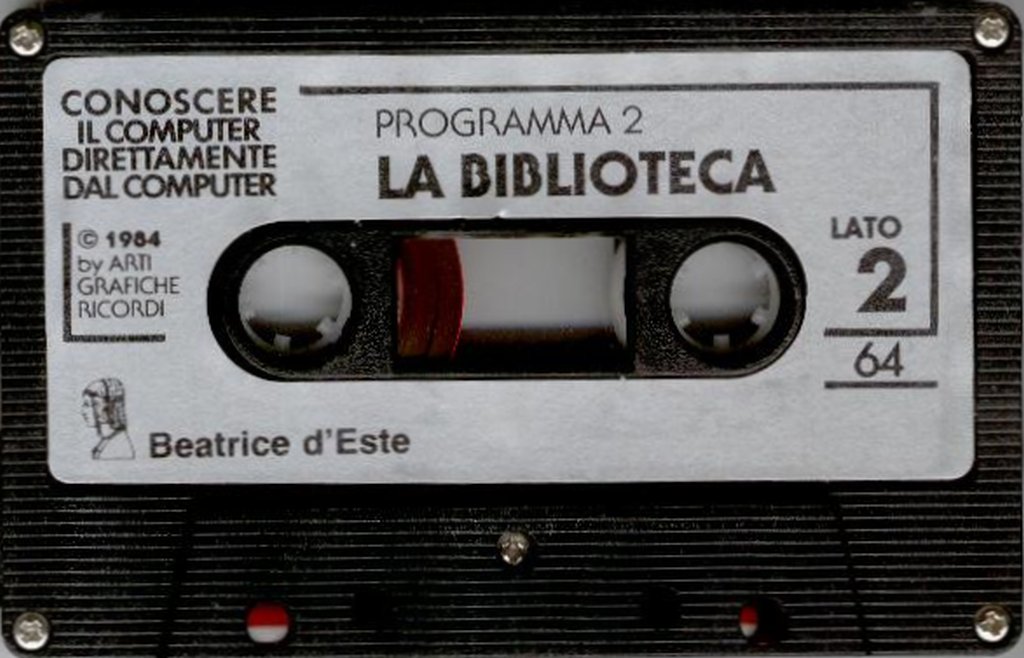 CONOSCERE
IL COMPUTER
DIRETTAMENTE
DAL COMPUTER
PROGRAMMA 2
LA BIBLIOTECA
© 1984
by ARTI
GRAFICHE
RICORDI
LATO
2
64
Beatrice d'Este